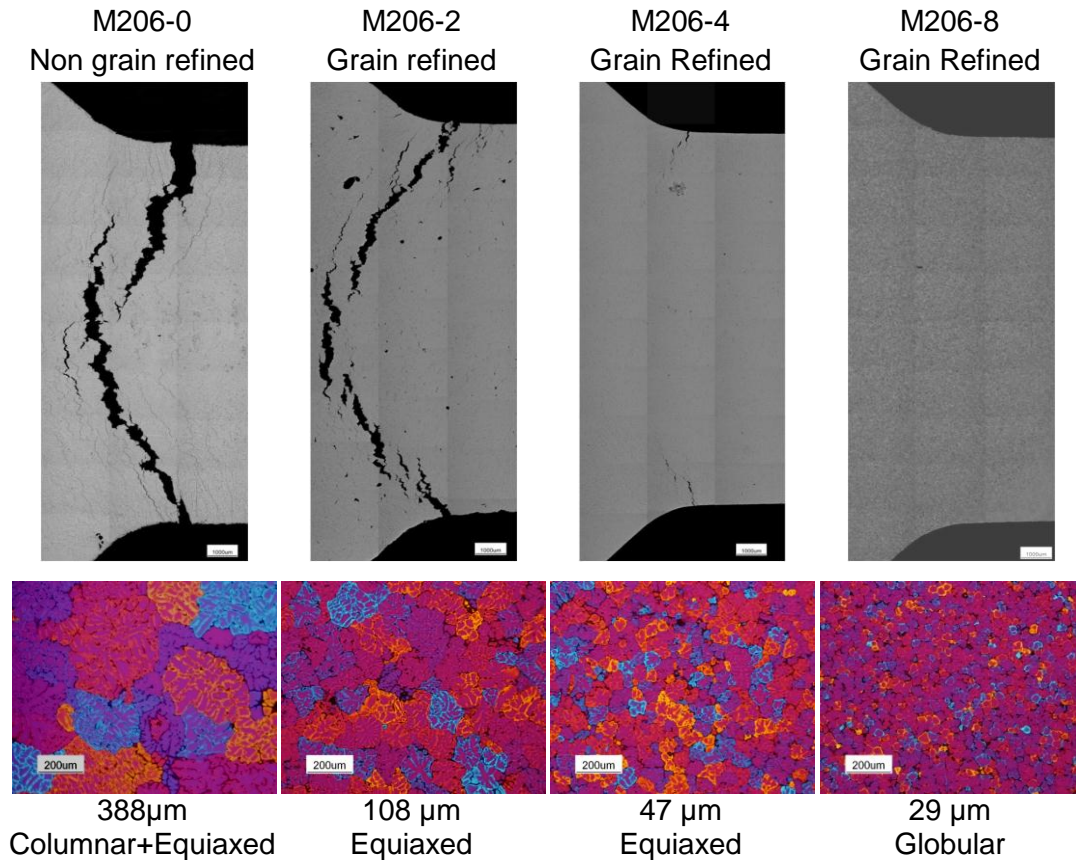 M206-0
Non grain refined
M206-2
Grain refined
M206-4
Grain Refined
M206-8
Grain Refined
1000um
1000um
1000um
1000um
200um
200um
200um
200um
388µm
Columnar+Equiaxed
108 µm
Equiaxed
47 µm
Equiaxed
29 µm
Globular